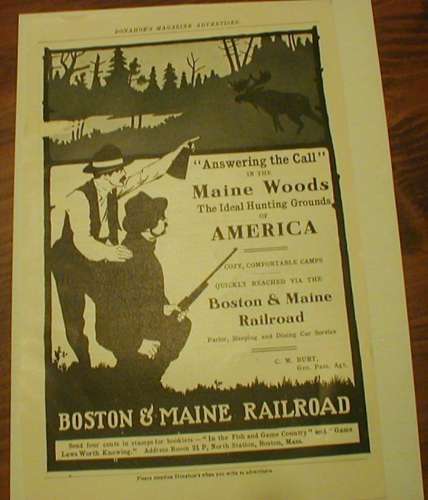 DONAHOE'S MAGAZINE ADVERTISER.
"Answering the Call"
IN THE
Maine Woods
The Ideal Hunting Grounds
OF
AMERICA
COZY, COMFORTABLE CAMPS
QUICKLY REACHED VIA THE
Boston & Maine
Railroad
Parlor, Sleeping and Dining Car Service
C. M. BURT,
Gen. Pass. Agt.
BOSTON & MAINE RAILROAD
Send four cents in stamps for booklets—"In the Fish and Game Country" and "Game
Laws Worth Knowing." Address Room 21 P, North Station, Boston, Mass.
Please mention Donahoe's when you write to advertisers.